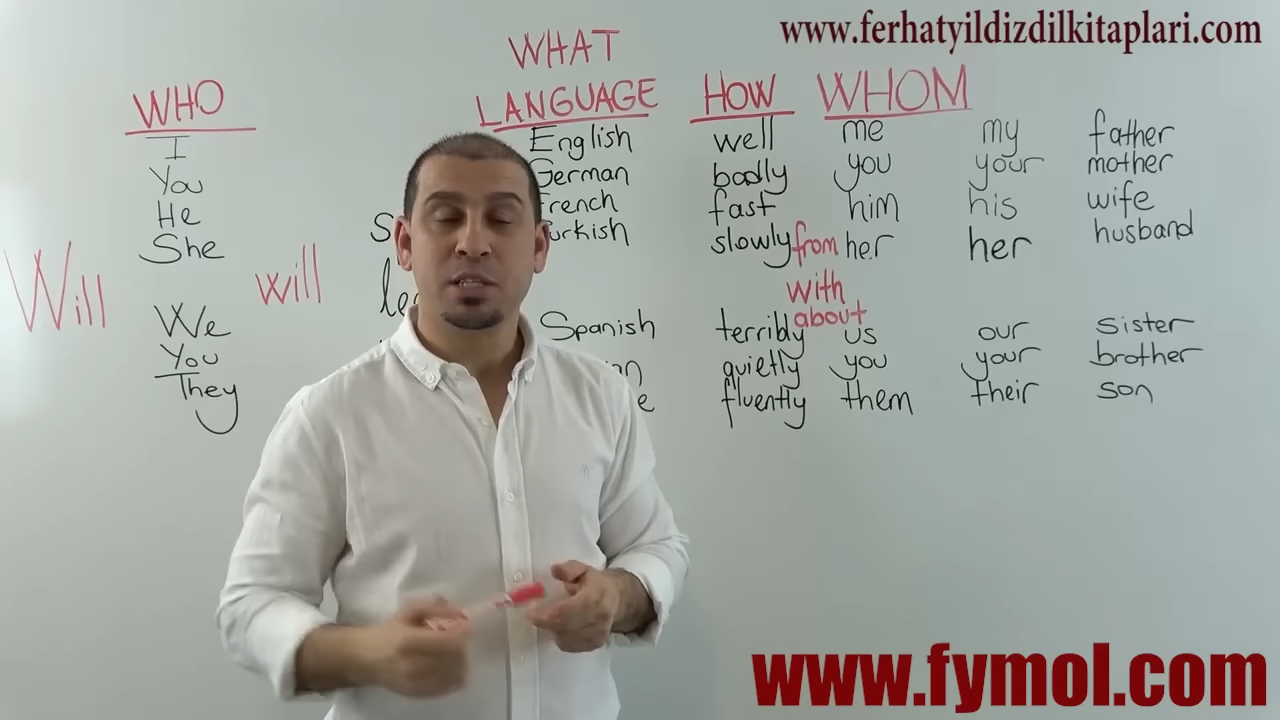 www.ferhatyildizdilkitaplari.com
WHAT
WHO LANGUAGE HOW WHOM
I English well me my father
You German badly you your mother
He French fast him his wife
She Turkish slowly from her her husband
Will will with
about
We Spanish terribly us our sister
You quietly you your brother
They fluently them their son
www.fymol.com